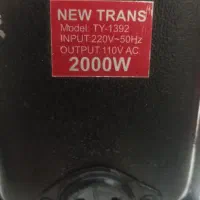 NEW TRANS
Model: TY-1392
INPUT 220V~50Hz
OUTPUT 110V AC
2000W